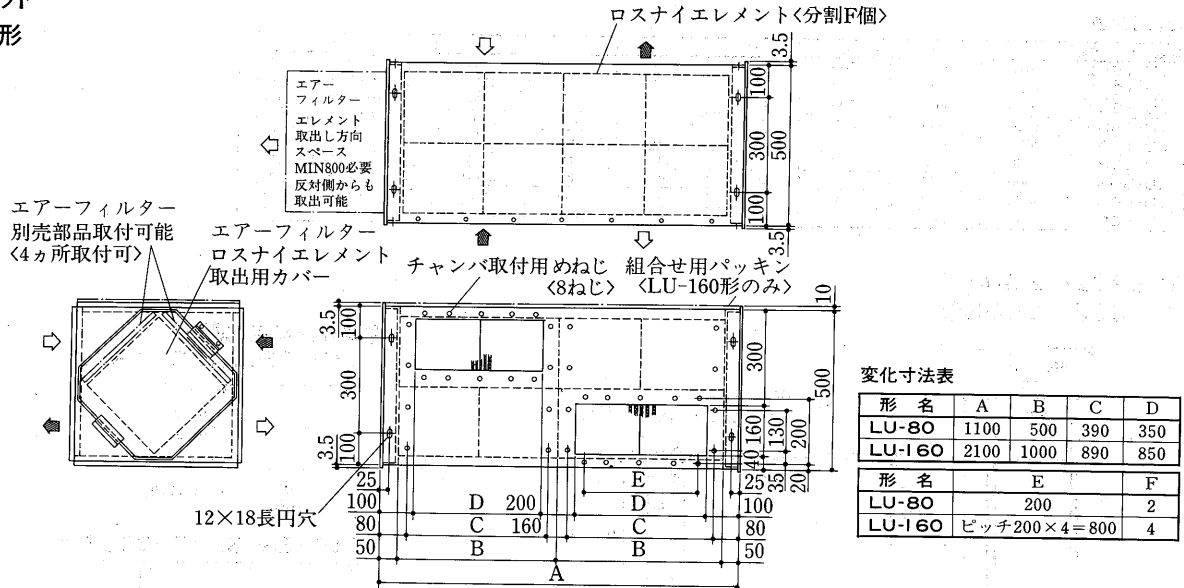 形
ロスナイエレメント<分割F個>
エアー
フィルター
エレメント
取出し方向
スペース
MIN800必要
反対側からも
取出可能
3.5
100
300
500
100
3.5
エアーフィルター
別売部品取付可能
<4ヵ所取付可>
エアーフィルター
ロスナイエレメント
取出用カバー
チャンバ取付用めねじ
<8ねじ>
組合せ用パッキン
<LU-160形のみ>
3.5
100
300
100
3.5
10
300
500
160
130
200
40
35
20
25
100
80
50
12×18長円穴
D 200
C 160
B
E
D
C
B
A
25
100
80
50
変化寸法表
形 名 A B C D
LU-80 1100 500 390 350
LU-160 2100 1000 890 850
形 名 E F
LU-80 200 2
LU-160 ピッチ200×4=800 4